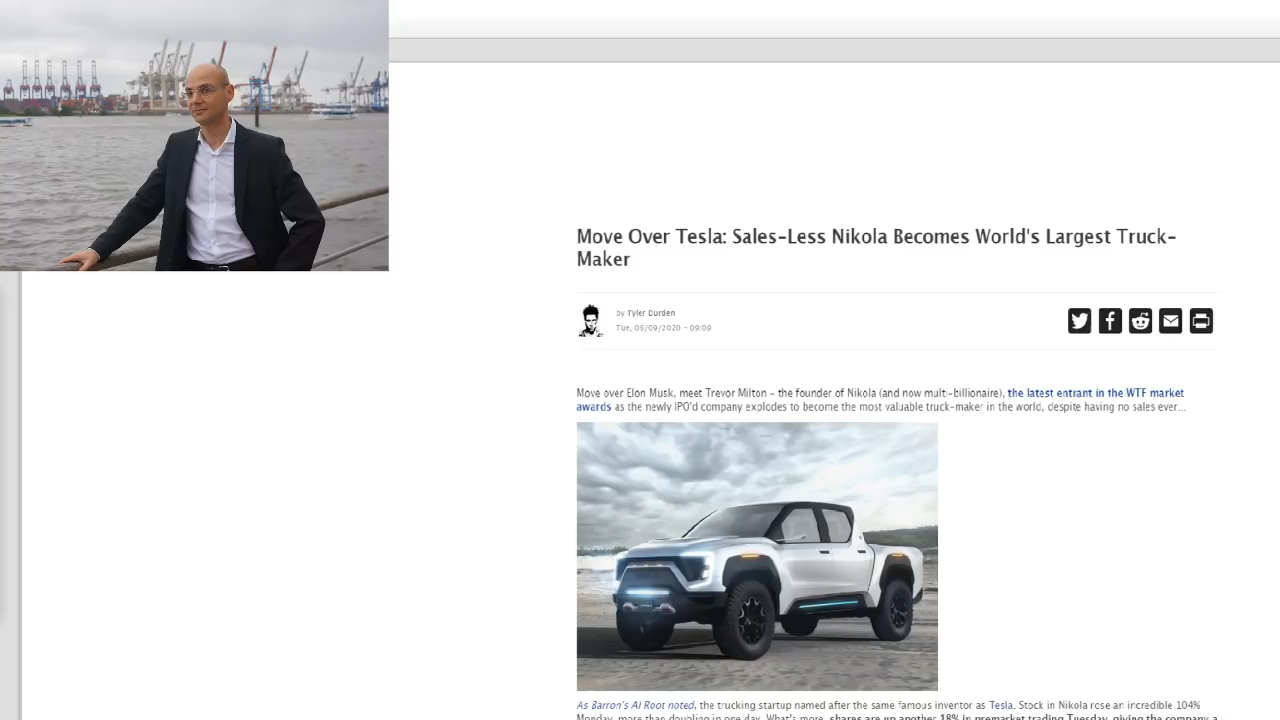 Move Over Tesla: Sales-Less Nikola Becomes World's Largest Truck-
Maker
by Tyler Durden
Tue, 06/09/2020 - 09:09
Move over Elon Musk, meet Trevor Milton - the founder of Nikola (and now multi-billionaire), the latest entrant in the WTF market
awards as the newly IPO'd company explodes to become the most valuable truck-maker in the world, despite having no sales ever...
As Barron's Al Root noted, the trucking startup named after the same famous inventor as Tesla. Stock in Nikola rose an incredible 104%
Monday, more than doubling in one day. What's more, shares are up another 18% in premarket trading Tuesday, giving the company a